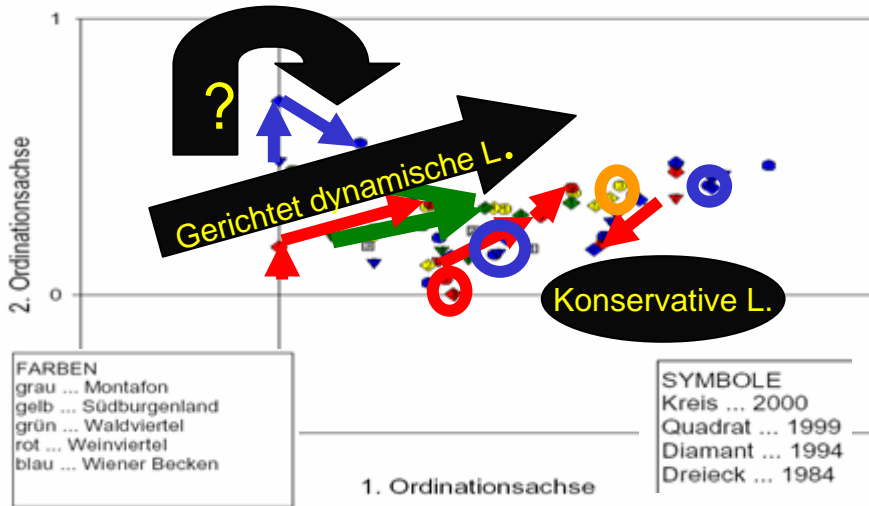 1
?
Gerichtet dynamische L.
2. Ordinationsachse
0
Konservative L.
FARBEN
grau ... Montafon
gelb ... Südburgenland
grün ... Waldviertel
rot ... Weinviertel
blau ... Wiener Becken
SYMBOLE
Kreis ... 2000
Quadrat ... 1999
Diamant ... 1994
Dreieck ... 1984
1. Ordinationsachse